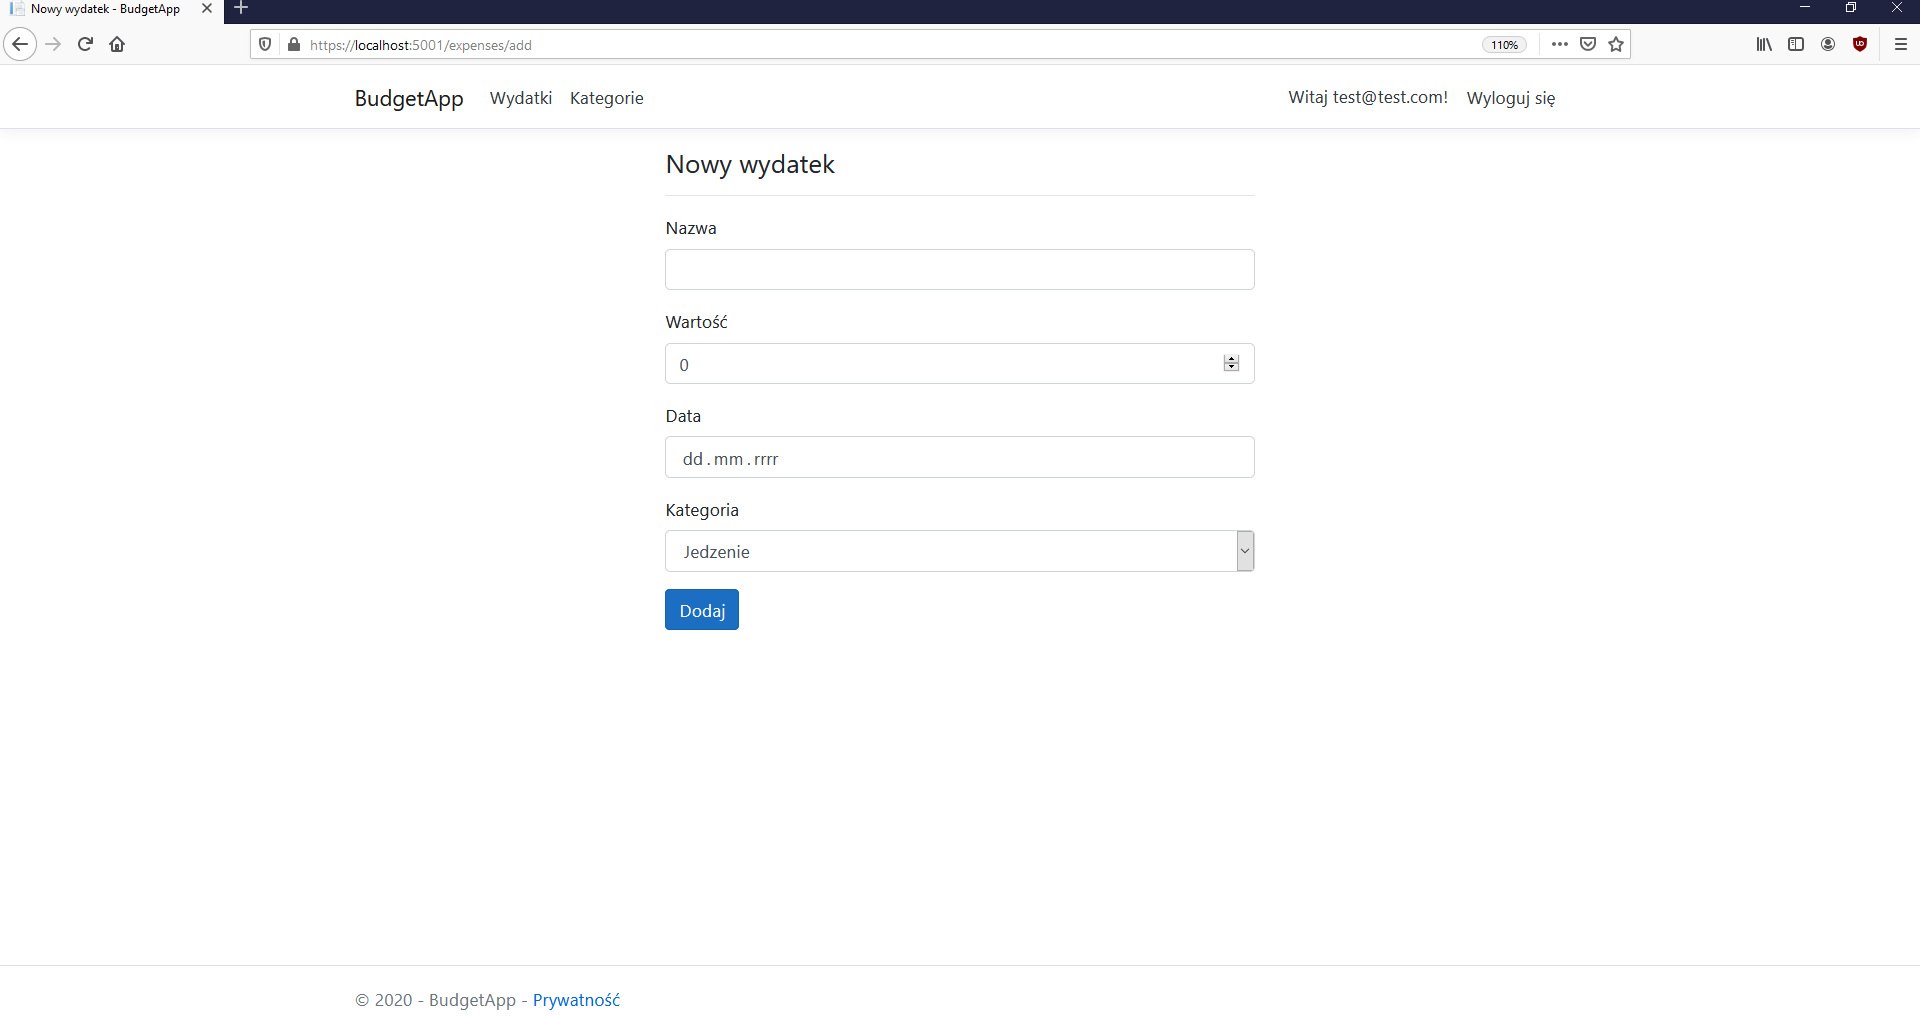 Nowy wydatek - BudgetApp
https://localhost:5001/expenses/add
110%
BudgetApp Wydatki Kategorie Witaj test@test.com! Wyloguj się
Nowy wydatek
Nazwa
Wartość
0
Data
dd.mm.rrrr
Kategoria
Jedzenie
Dodaj
© 2020 - BudgetApp - Prywatność